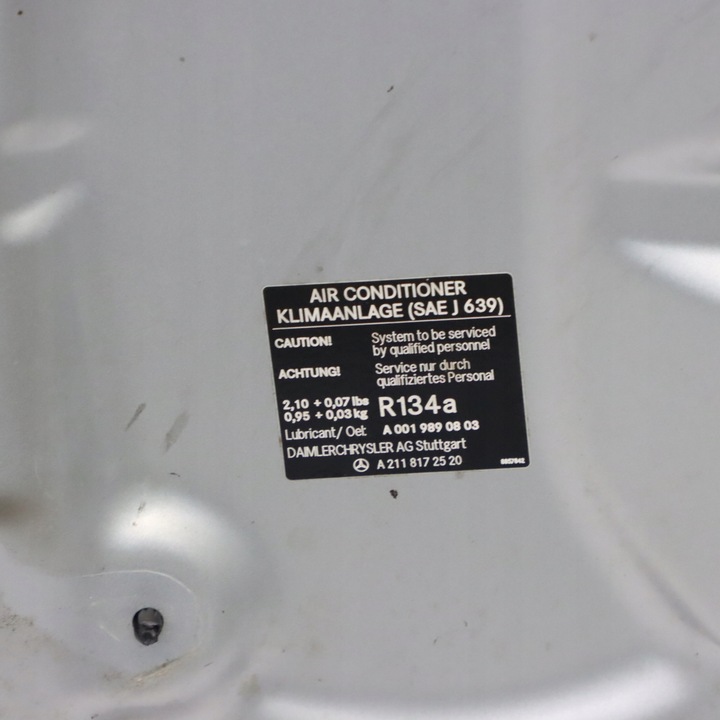 AIR CONDITIONER
KLIMAANLAGE (SAE J 639)
CAUTION! System to be serviced
by qualified personnel
ACHTUNG! Service nur durch
qualifiziertes Personal
2,10 + 0,07 lbs
0,95 + 0,03 kg R134a
Lubricant/ Oel: A 001 989 08 03
DAIMLERCHRYSLER AG Stuttgart
A 211 817 25 20